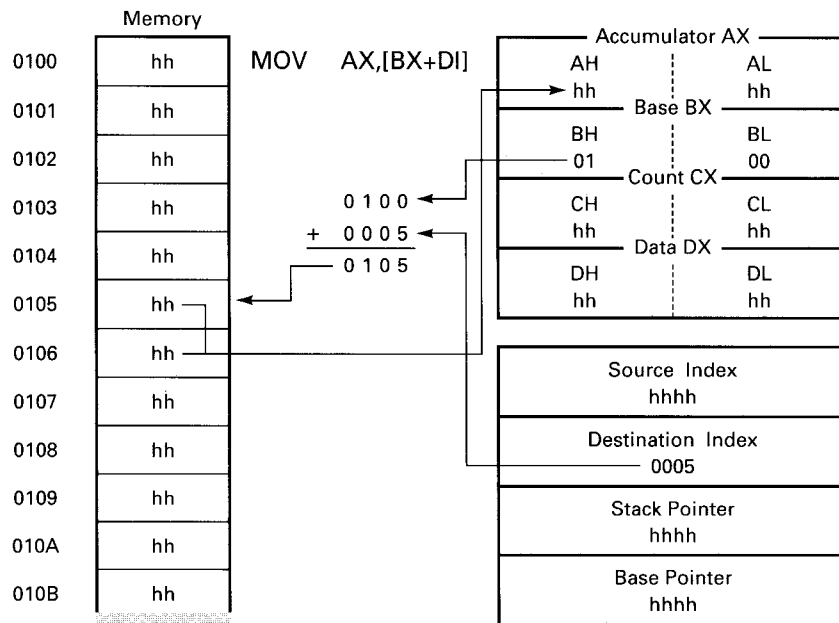 Memory
0100 hh
0101 hh
0102 hh
0103 hh
0104 hh
0105 hh
0106 hh
0107 hh
0108 hh
0109 hh
010A hh
010B hh
MOV AX,[BX+DI]
0100
+ 0005
0105
Accumulator AX
AH AL
hh hh
Base BX
BH BL
01 00
Count CX
CH CL
hh hh
Data DX
DH DL
hh hh
Source Index
hhhh
Destination Index
0005
Stack Pointer
hhhh
Base Pointer
hhhh